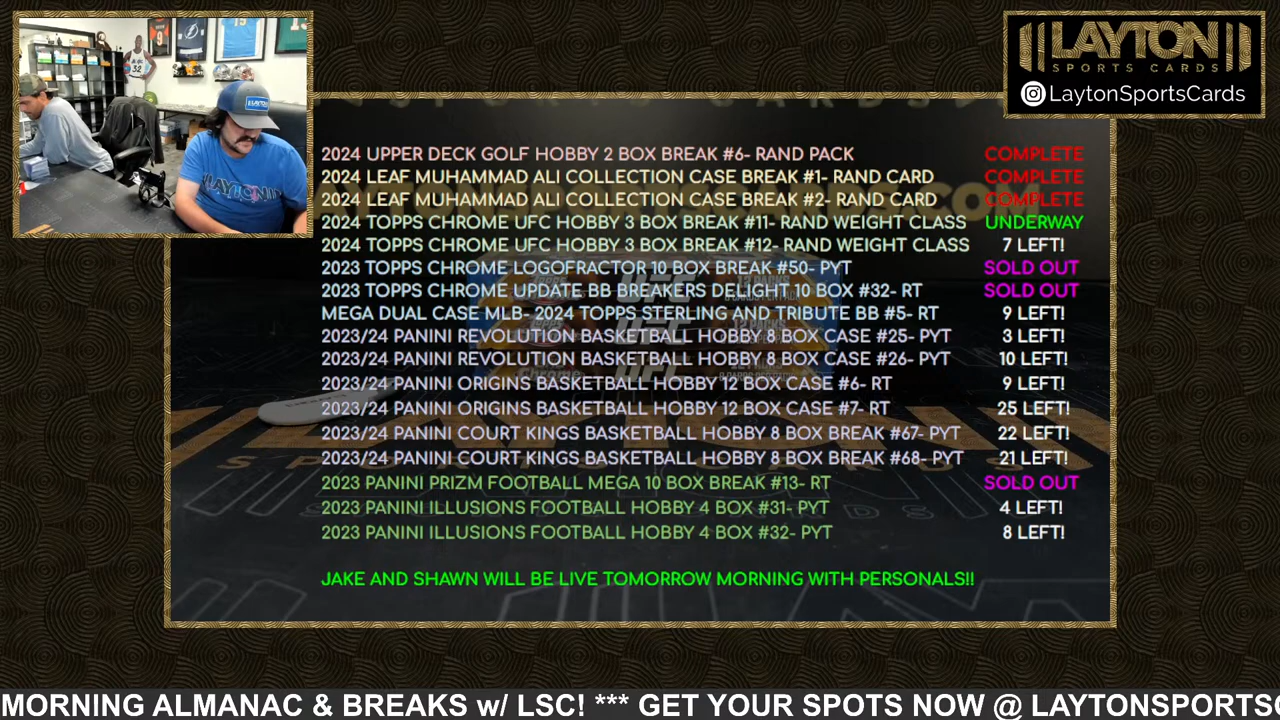 LAYTON
SPORTS CARDS
LaytonSportsCards
2024 UPPER DECK GOLF HOBBY 2 BOX BREAK #6- RAND PACK COMPLETE
2024 LEAF MUHAMMAD ALI COLLECTION CASE BREAK #1- RAND CARD COMPLETE
2024 LEAF MUHAMMAD ALI COLLECTION CASE BREAK #2- RAND CARD COMPLETE
2024 TOPPS CHROME UFC HOBBY 3 BOX BREAK #11- RAND WEIGHT CLASS UNDERWAY
2024 TOPPS CHROME UFC HOBBY 3 BOX BREAK #12- RAND WEIGHT CLASS 7 LEFT!
2023 TOPPS CHROME LOGOFRACTOR 10 BOX BREAK #50- PYT SOLD OUT
2023 TOPPS CHROME UPDATE BB BREAKERS DELIGHT 10 BOX #32- RT SOLD OUT
MEGA DUAL CASE MLB- 2024 TOPPS STERLING AND TRIBUTE BB #5- RT 9 LEFT!
2023/24 PANINI REVOLUTION BASKETBALL HOBBY 8 BOX CASE #25- PYT 3 LEFT!
2023/24 PANINI REVOLUTION BASKETBALL HOBBY 8 BOX CASE #26- PYT 10 LEFT!
2023/24 PANINI ORIGINS BASKETBALL HOBBY 12 BOX CASE #6- RT 9 LEFT!
2023/24 PANINI ORIGINS BASKETBALL HOBBY 12 BOX CASE #7- RT 25 LEFT!
2023/24 PANINI COURT KINGS BASKETBALL HOBBY 8 BOX BREAK #67- PYT 22 LEFT!
2023/24 PANINI COURT KINGS BASKETBALL HOBBY 8 BOX BREAK #68- PYT 21 LEFT!
2023 PANINI PRIZM FOOTBALL MEGA 10 BOX BREAK #13- RT SOLD OUT
2023 PANINI ILLUSIONS FOOTBALL HOBBY 4 BOX #31- PYT 4 LEFT!
2023 PANINI ILLUSIONS FOOTBALL HOBBY 4 BOX #32- PYT 8 LEFT!
JAKE AND SHAWN WILL BE LIVE TOMORROW MORNING WITH PERSONALS!!
MORNING ALMANAC & BREAKS w/ LSC! *** GET YOUR SPOTS NOW @ LAYTONSPORTS